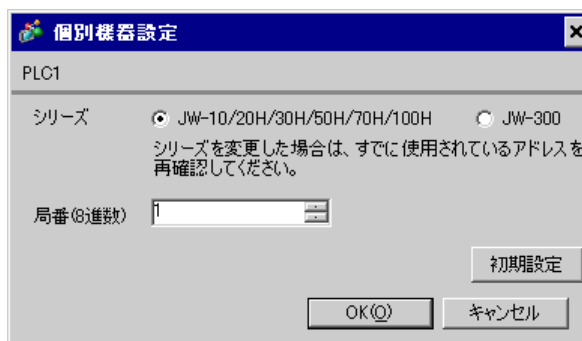 個別機器設定
PLC1
シリーズ
JW-10/20H/30H/50H/70H/100H
JW-300
シリーズを変更した場合は、すでに使用されているアドレスを
再確認してください。
局番(8進数)
1
初期設定
OK(O)
キャンセル